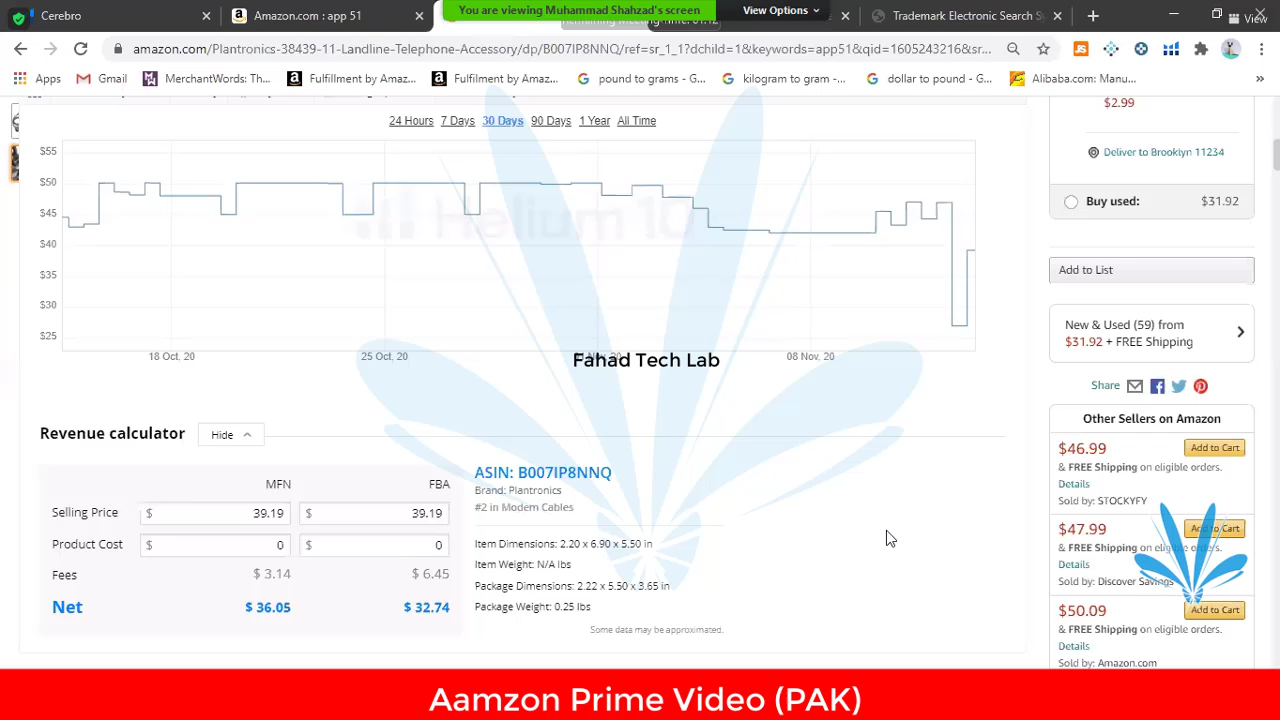 Cerebro
Amazon.com : app 51
You are viewing Muhammad Shahzad's screen
View Options
Trademark Electronic Search Sy
View
amazon.com/Plantronics-38439-11-Landline-Telephone-Accessory/dp/B007IP8NNQ/ref=sr_1_1?dchild=1&keywords=app51&qid=1605243216&sr...
Apps
Gmail
MerchantWords: Th...
Fulfillment by Amaz...
Fulfilment by Amaz...
pound to grams - G...
kilogram to gram -...
dollar to pound - G...
Alibaba.com: Manu...
»
24 Hours 7 Days 30 Days 90 Days 1 Year All Time
$55
$50
$45
$40
$35
$30
$25
Helium 10
18 Oct, 20
25 Oct, 20
08 Nov, 20
Fahad Tech Lab
Revenue calculator
Hide
MFN FBA
Selling Price $ 39.19 $ 39.19
Product Cost $ 0 $ 0
Fees $ 3.14 $ 6.45
Net $ 36.05 $ 32.74
ASIN: B007IP8NNQ
Brand: Plantronics
#2 in Modem Cables
Item Dimensions: 2.20 x 6.90 x 5.50 in
Item Weight: N/A lbs
Package Dimensions: 2.22 x 5.50 x 3.65 in
Package Weight: 0.25 lbs
Some data may be approximated.
$2.99
Deliver to Brooklyn 11234
Buy used: $31.92
Add to List
New & Used (59) from
$31.92 + FREE Shipping
Share
Other Sellers on Amazon
$46.99 Add to Cart
& FREE Shipping on eligible orders.
Details
Sold by: STOCKYFY
$47.99 Add to Cart
& FREE Shipping on eligible orders.
Details
Sold by: Discover Savings
$50.09 Add to Cart
& FREE Shipping on eligible orders.
Details
Sold by: Amazon.com
Aamzon Prime Video (PAK)